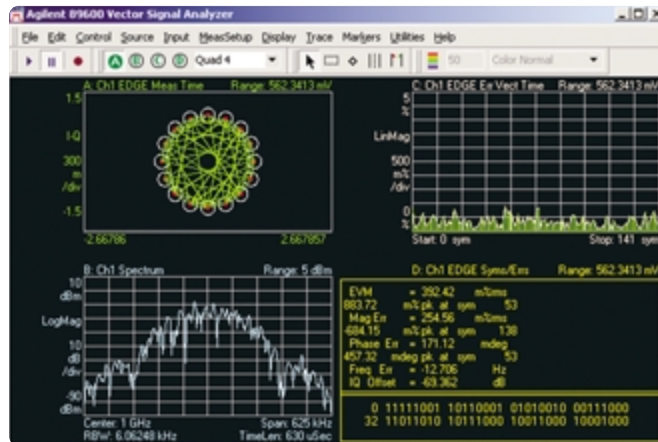 Agilent 89600 Vector Signal Analyzer
File Edit Control Source Input MeasSetup Display Trace Markers Utilities Help
A B C D Quad 4 50 Color Normal
A: Ch1 EDGE Meas Time Range: 562.3413 mV
1.5
I-Q
300
m
/div
-1.5
-2.66786 2.667857
C: Ch1 EDGE Err Vect Time Range: 562.3413 mV
5
%
LinMag
500
m%
/div
0
%
Start: 0 sym Stop: 141 sym
B: Ch1 Spectrum Range: 5 dBm
10
dBm
LogMag
10
dB
/div
-90
dBm
Center: 1 GHz Span: 625 kHz
RBW: 6.06248 kHz TimeLen: 630 uSec
D: Ch1 EDGE Syms/Errs Range: 562.3413 mV
EVM = 392.42 m%rms
883.72 m% pk at sym 53
Mag Err = 254.56 m%rms
-684.15 m% pk at sym 138
Phase Err = 171.12 mdeg
457.32 mdeg pk at sym 53
Freq Err = -12.706 Hz
IQ Offset = -69.362 dB
0 11111001 10110001 01010010 00111000
32 11011010 10111000 10011000 10001000